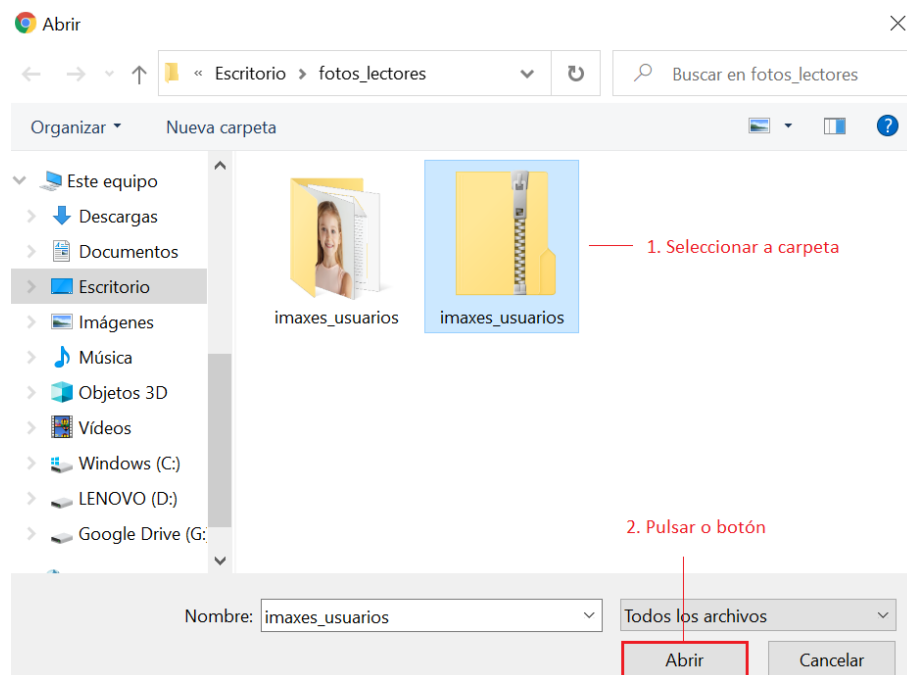 Abrir
« Escritorio › fotos_lectores
Buscar en fotos_lectores
Organizar
Nueva carpeta
?
Este equipo
Descargas
Documentos
Escritorio
Imágenes
Música
Objetos 3D
Vídeos
Windows (C:)
LENOVO (D:)
Google Drive (G:
imaxes_usuarios
imaxes_usuarios
1. Seleccionar a carpeta
2. Pulsar o botón
Nombre:
imaxes_usuarios
Todos los archivos
Abrir
Cancelar